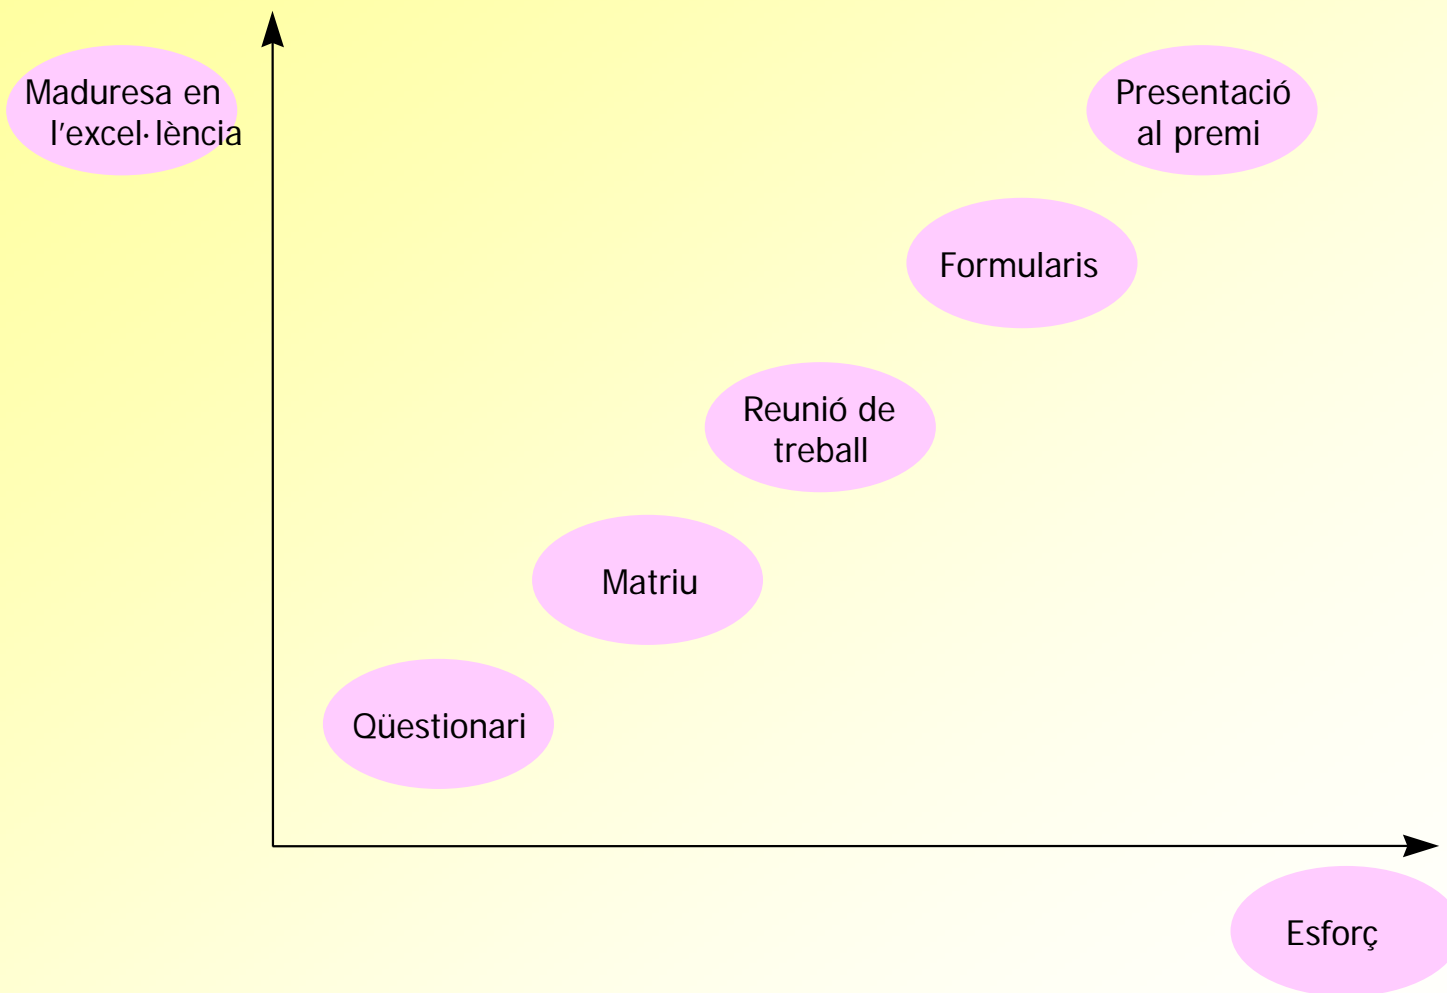 Maduresa en
l'excel·lència
Presentació
al premi
Formularis
Reunió de
treball
Matriu
Qüestionari
Esforç